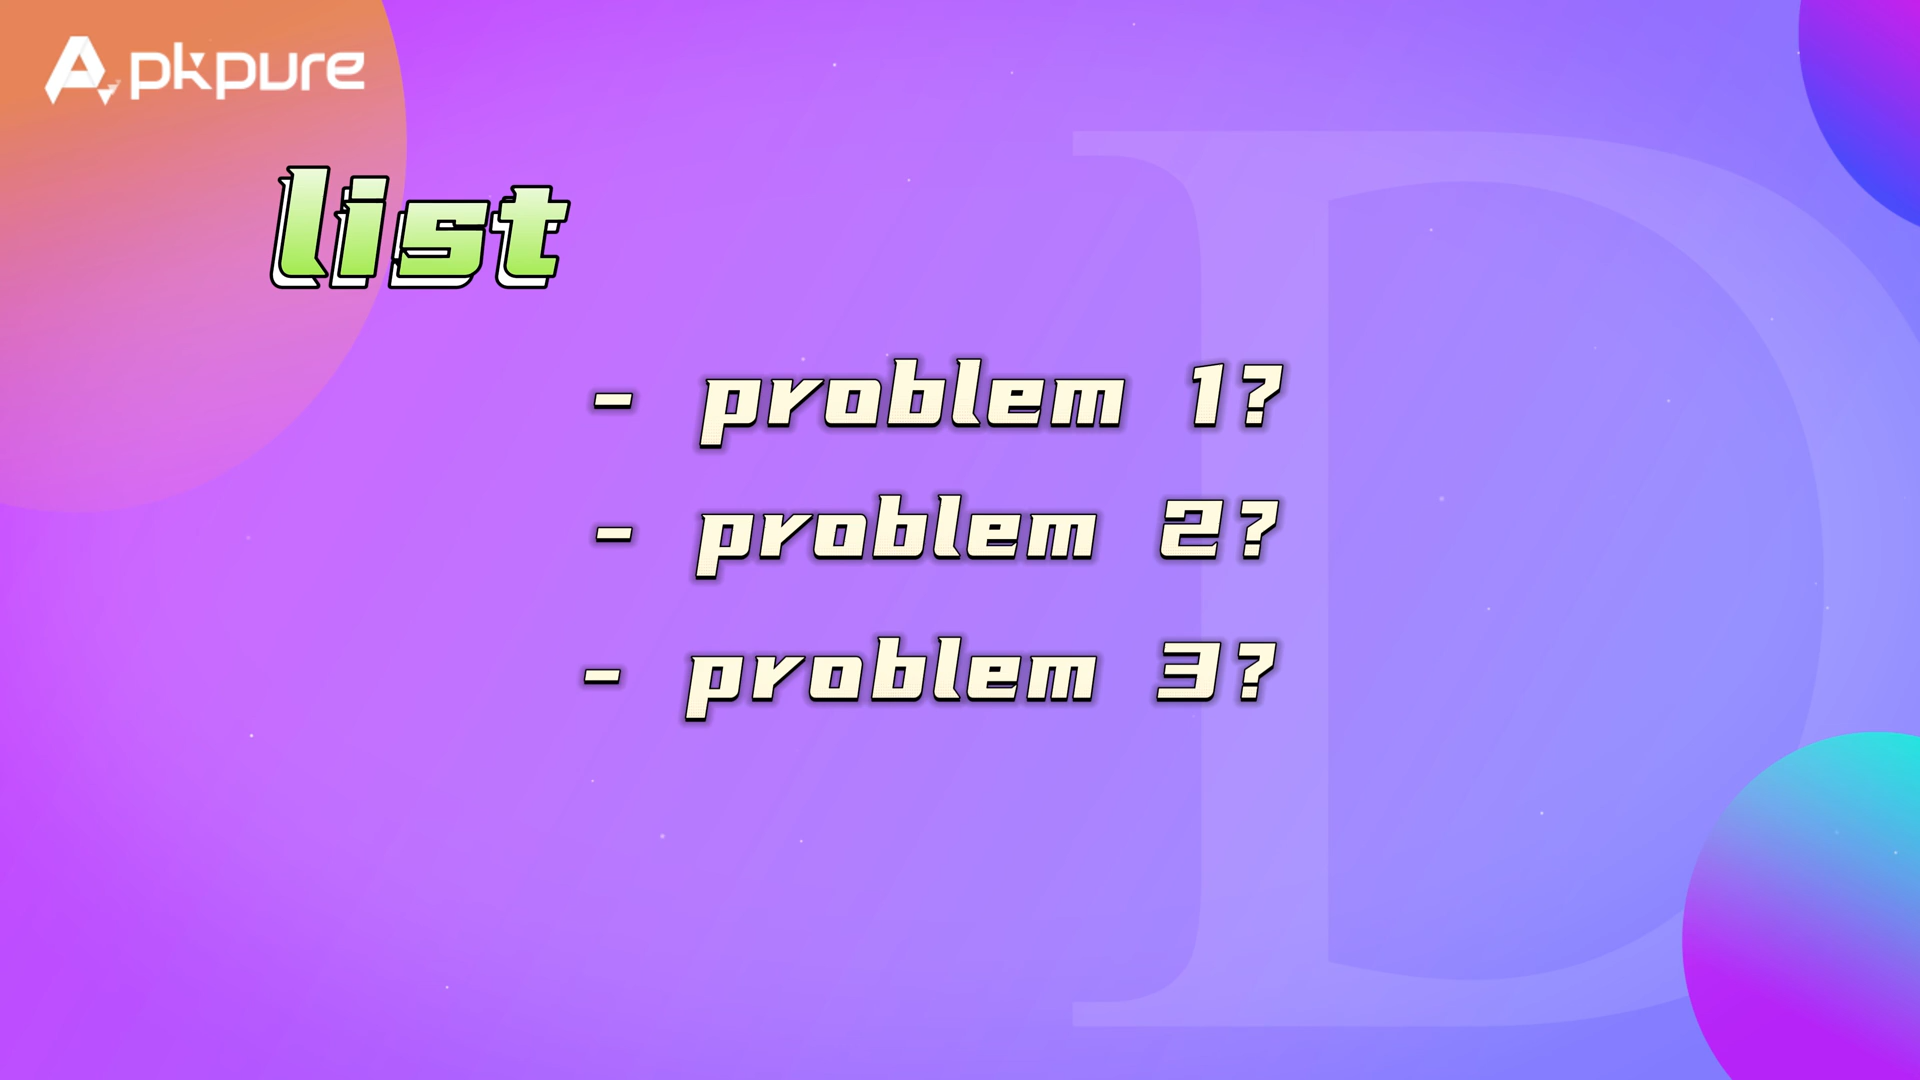 Apkpure
list
- problem 1?
- problem 2?
- problem 3?
D